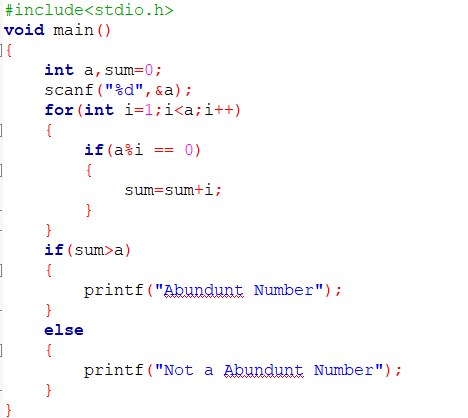 #include<stdio.h>
void main()
{
int a,sum=0;
scanf("%d",&a);
for(int i=1;i<a;i++)
{
if(a%i == 0)
{
sum=sum+i;
}
}
if(sum>a)
{
printf("Abundunt Number");
}
else
{
printf("Not a Abundunt Number");
}
}